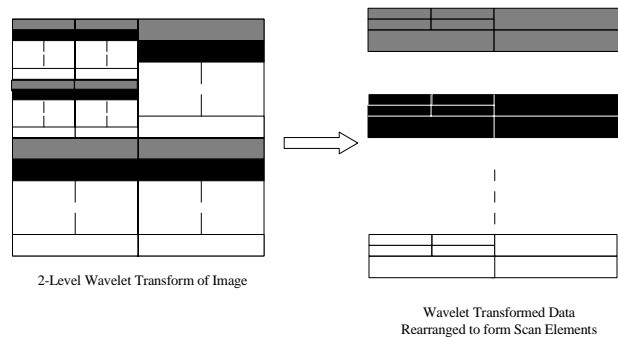 2-Level Wavelet Transform of Image
Wavelet Transformed Data
Rearranged to form Scan Elements